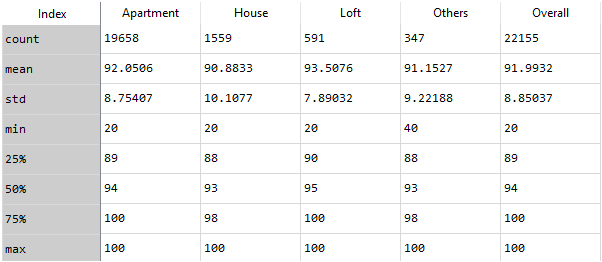 Index Apartment House Loft Others Overall
count 19658 1559 591 347 22155
mean 92.0506 90.8833 93.5076 91.1527 91.9932
std 8.75407 10.1077 7.89032 9.22188 8.85037
min 20 20 20 40 20
25% 89 88 90 88 89
50% 94 93 95 93 94
75% 100 98 100 98 100
max 100 100 100 100 100